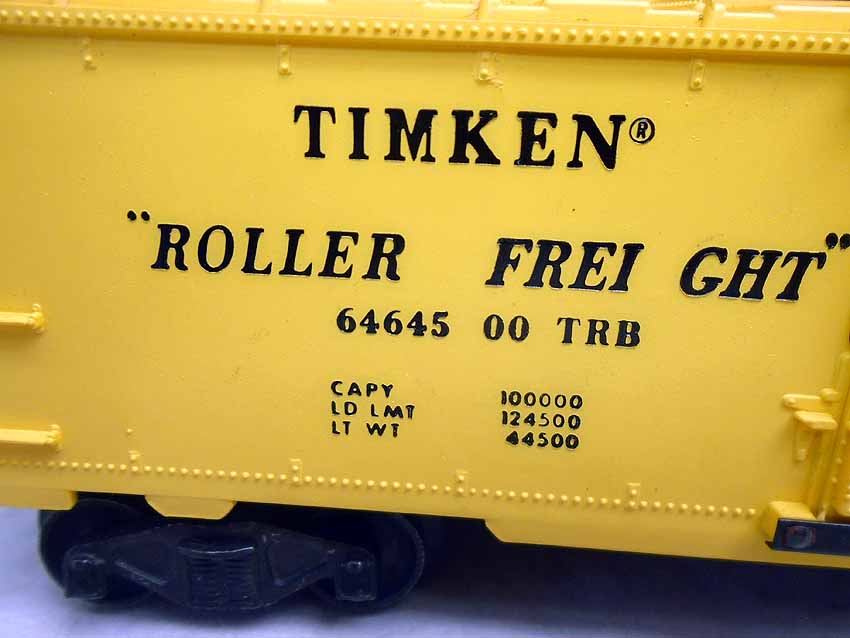 TIMKEN®
"ROLLER FREI GHT"
64645 00 TRB
CAPY 100000
LD LMT 124500
LT WT 44500